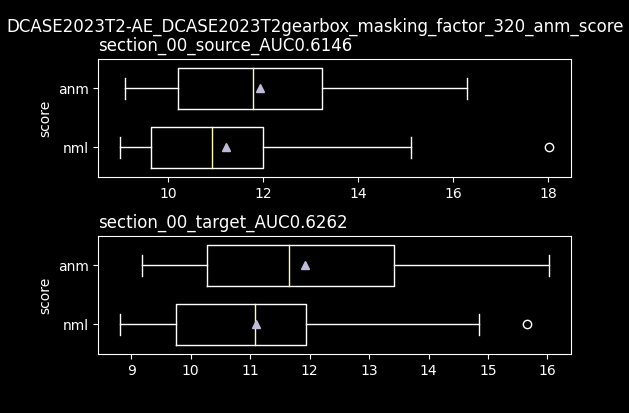 DCASE2023T2-AE_DCASE2023T2gearbox_masking_factor_320_anm_score
section_00_source_AUC0.6146
anm
nml
score
10 12 14 16 18
section_00_target_AUC0.6262
anm
nml
score
9 10 11 12 13 14 15 16